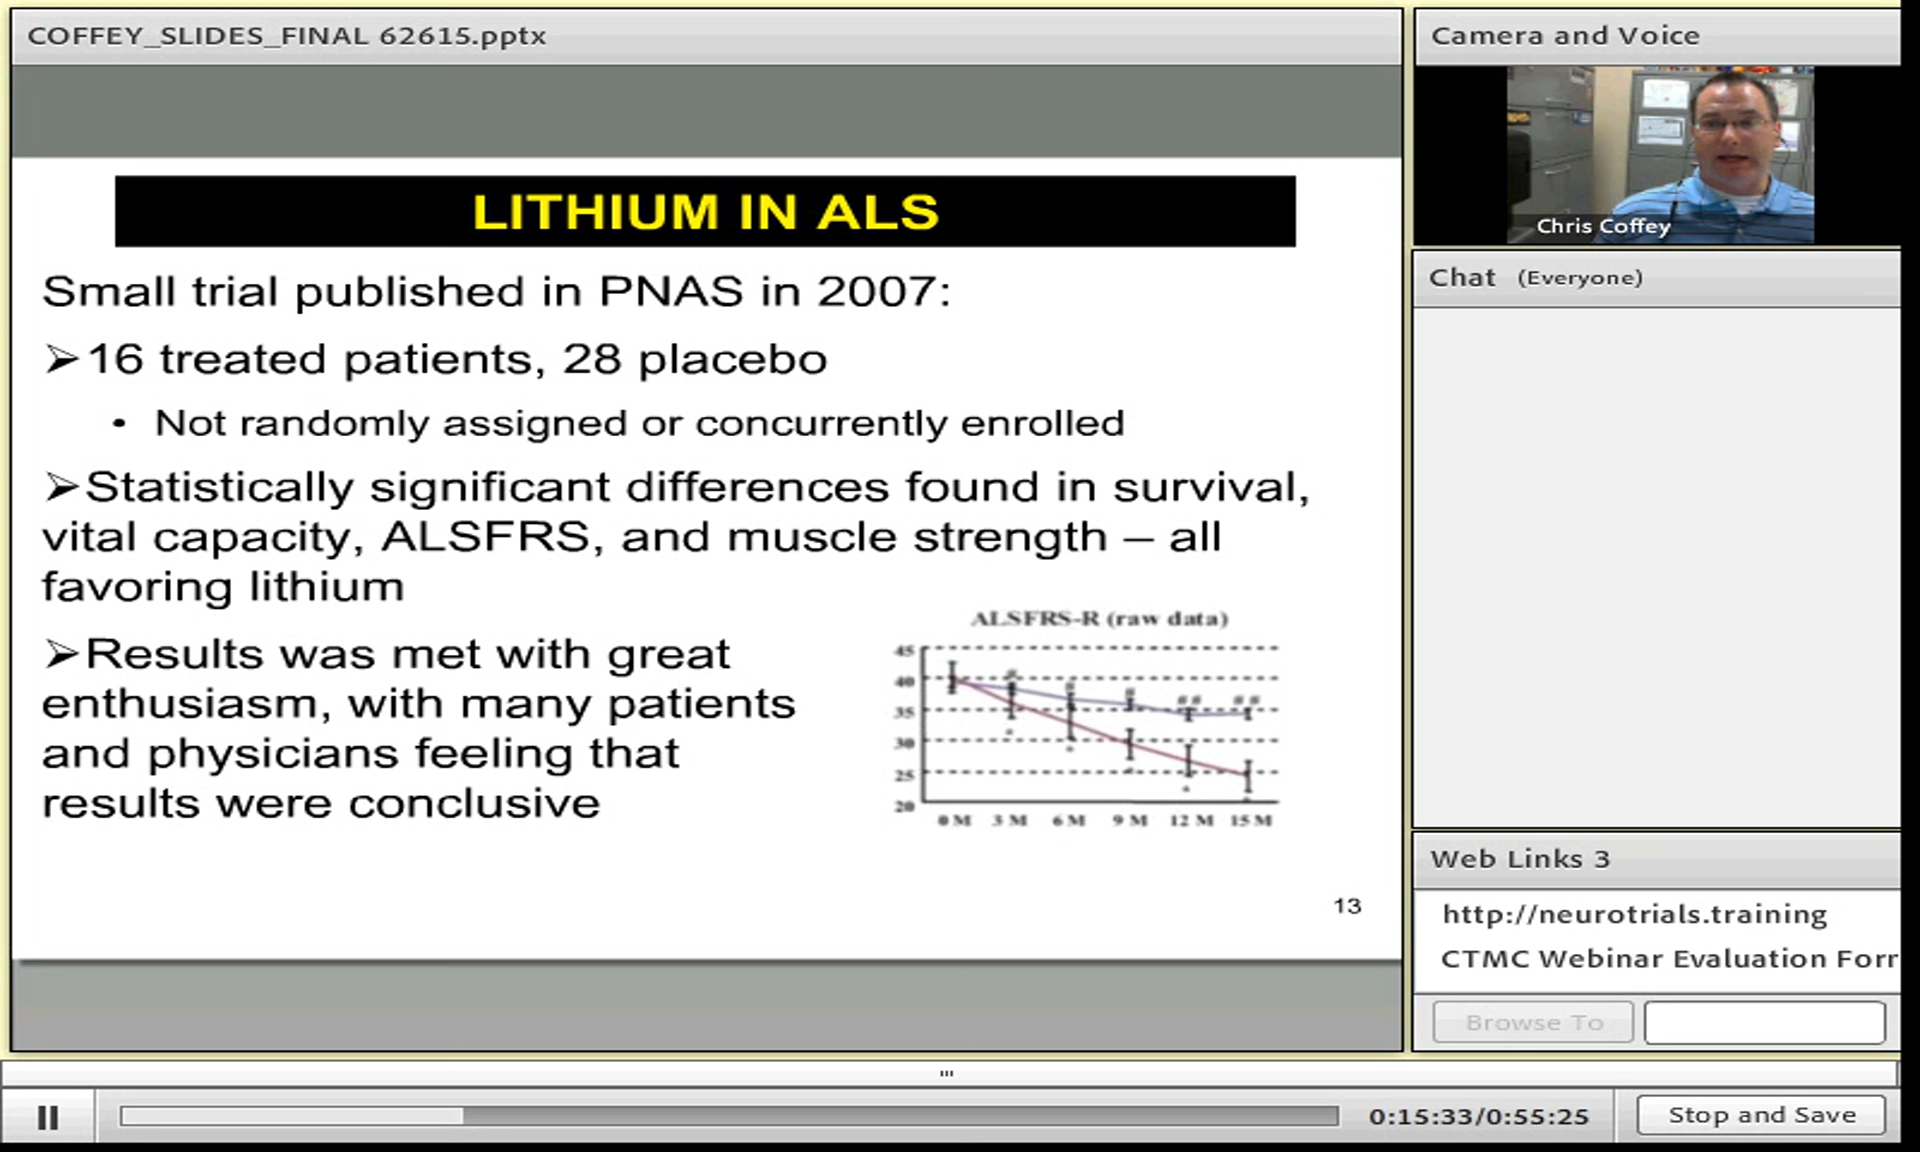 COFFEY_SLIDES_FINAL 62615.pptx
LITHIUM IN ALS
Small trial published in PNAS in 2007:
➢16 treated patients, 28 placebo
• Not randomly assigned or concurrently enrolled
➢Statistically significant differences found in survival,
vital capacity, ALSFRS, and muscle strength – all
favoring lithium
➢Results was met with great
enthusiasm, with many patients
and physicians feeling that
results were conclusive
ALSFRS-R (raw data)
45
40
35
30
25
20
0 M 3 M 6 M 9 M 12 M 15 M
13
Camera and Voice
Chris Coffey
Chat (Everyone)
Web Links 3
http://neurotrials.training
CTMC Webinar Evaluation Forr
Browse To
0:15:33/0:55:25
Stop and Save